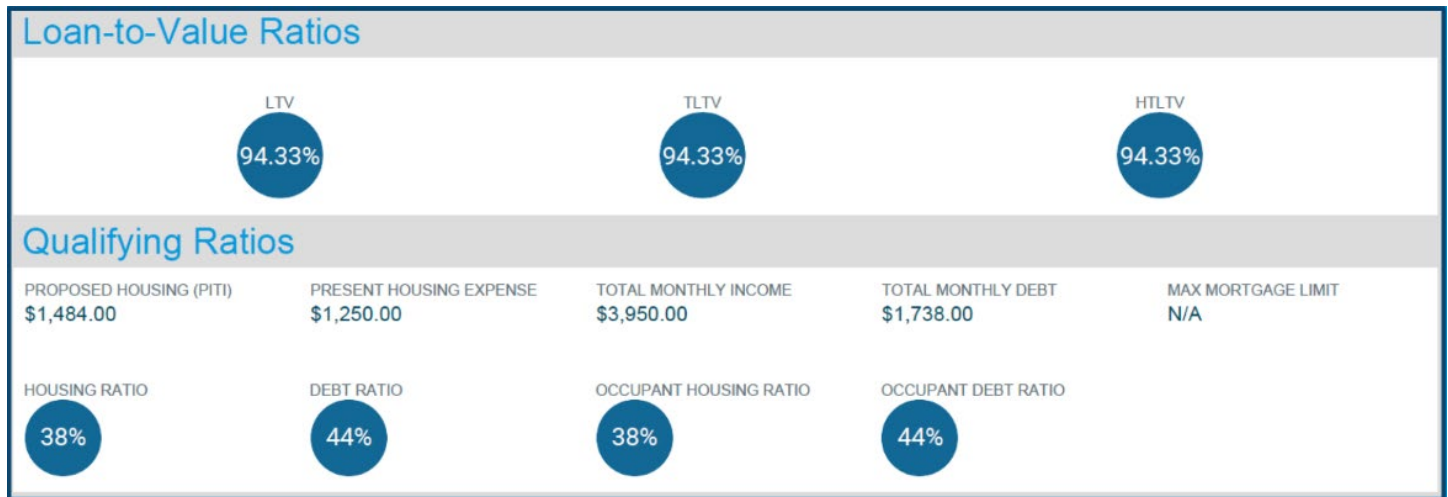 Loan-to-Value Ratios
LTV TLTV HTLTV
94.33% 94.33% 94.33%
Qualifying Ratios
PROPOSED HOUSING (PITI) PRESENT HOUSING EXPENSE TOTAL MONTHLY INCOME TOTAL MONTHLY DEBT MAX MORTGAGE LIMIT
$1,484.00 $1,250.00 $3,950.00 $1,738.00 N/A
HOUSING RATIO DEBT RATIO OCCUPANT HOUSING RATIO OCCUPANT DEBT RATIO
38% 44% 38% 44%